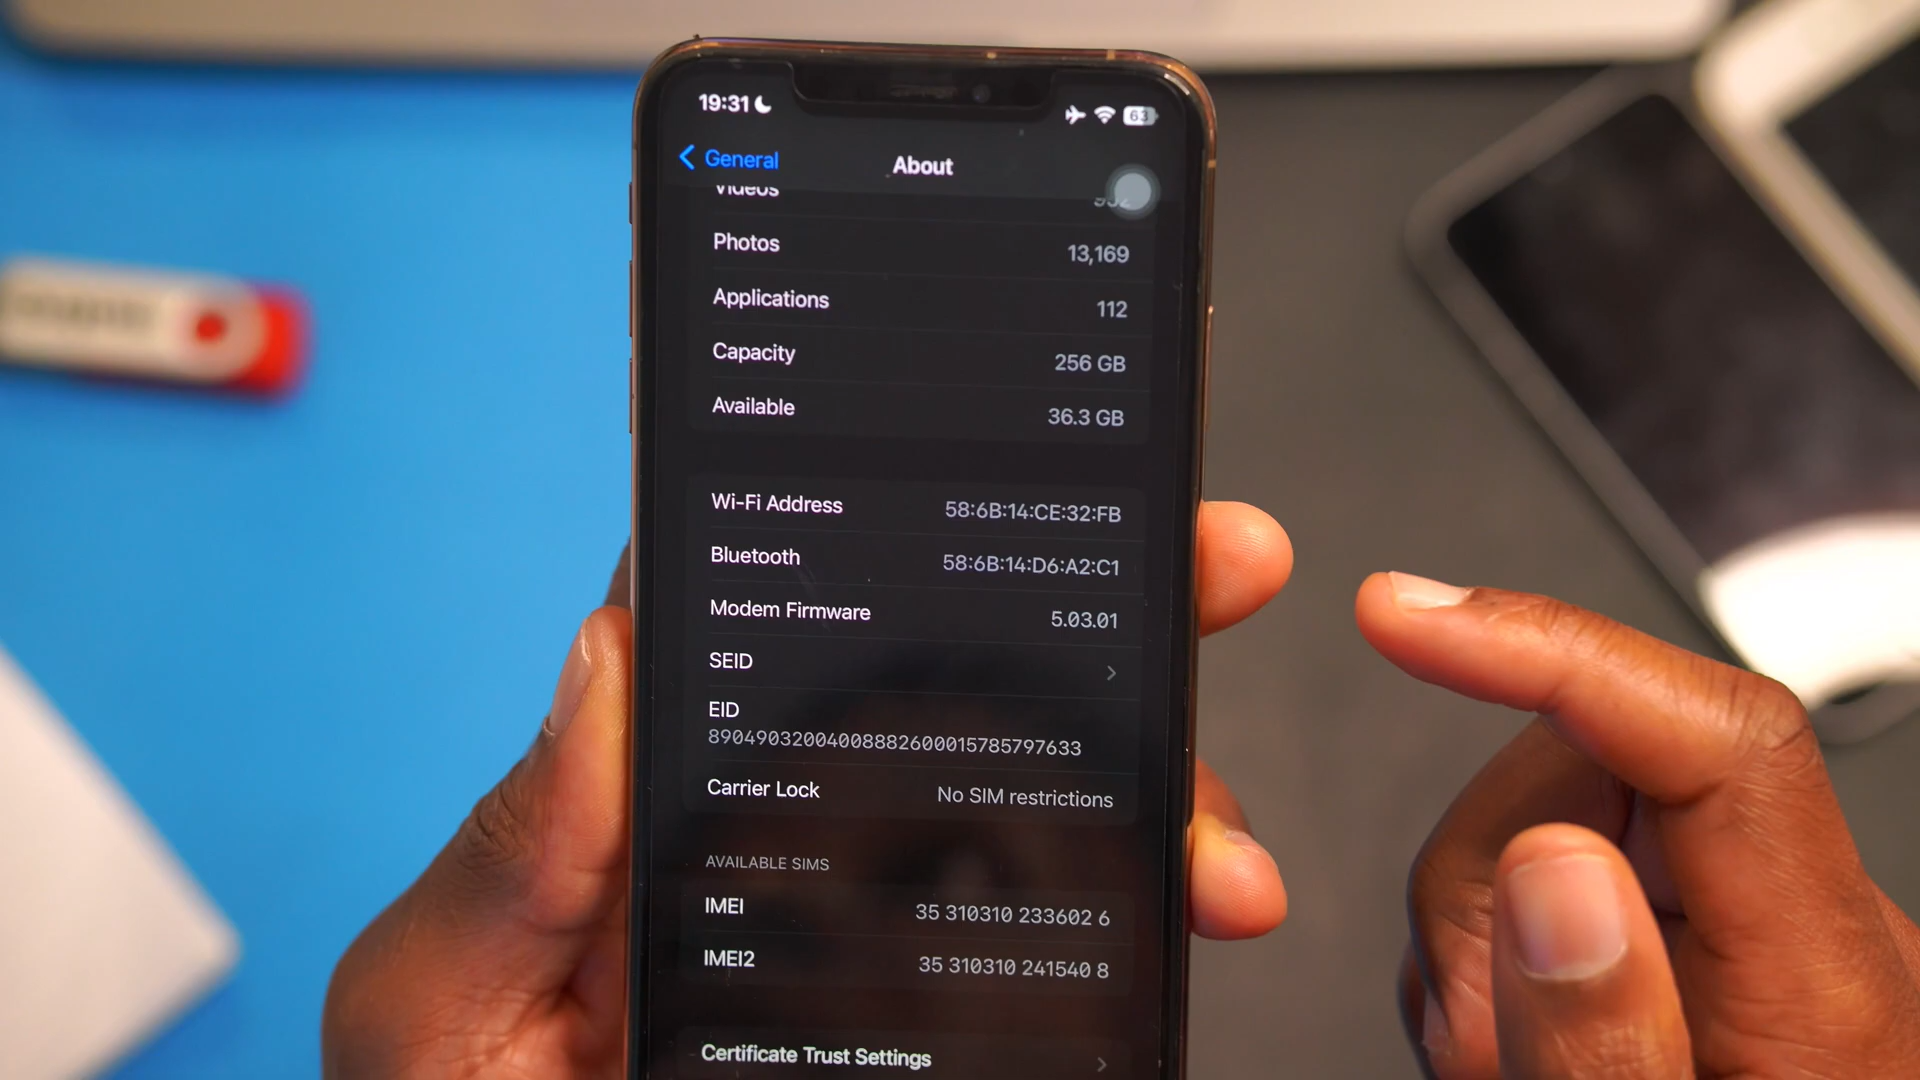 19:31
63
General
About
Videos
Photos 13,169
Applications 112
Capacity 256 GB
Available 36.3 GB
Wi-Fi Address 58:6B:14:CE:32:FB
Bluetooth 58:6B:14:D6:A2:C1
Modem Firmware 5.03.01
SEID
EID
89049032004008882600015785797633
Carrier Lock No SIM restrictions
AVAILABLE SIMS
IMEI 35 310310 233602 6
IMEI2 35 310310 241540 8
Certificate Trust Settings